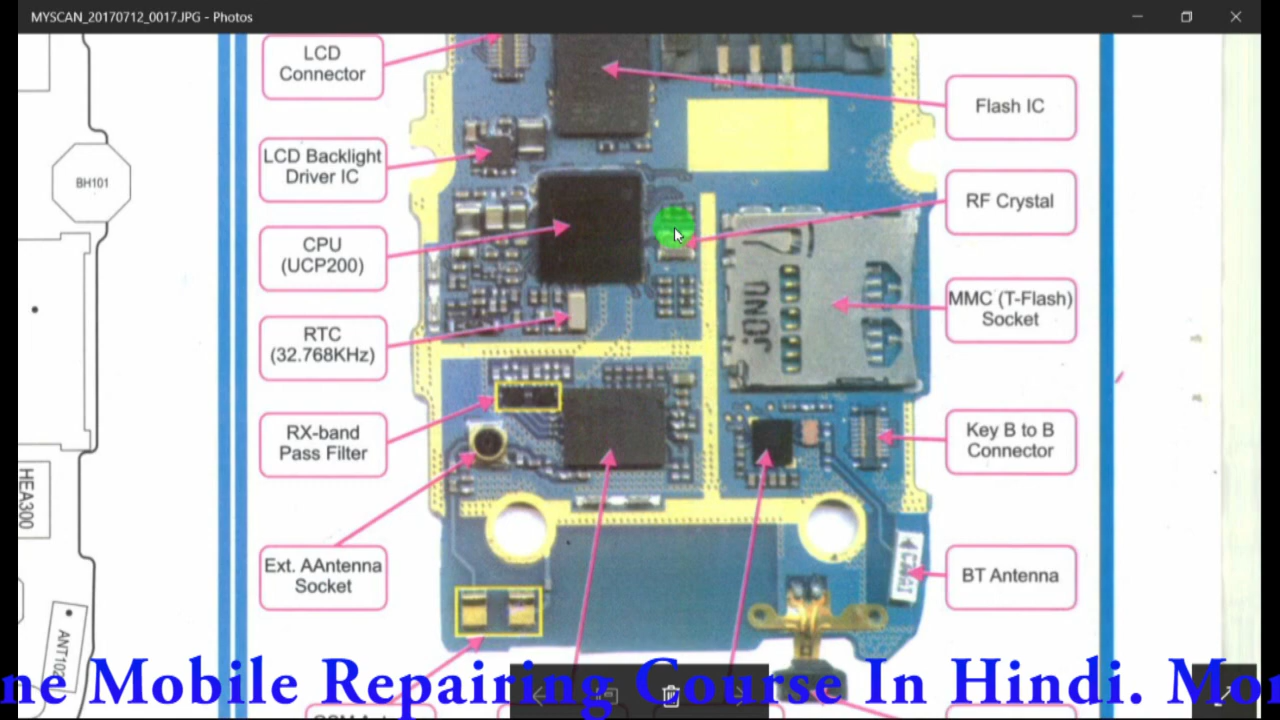 MYSCAN_20170712_0017.JPG - Photos
LCD
Connector
Flash IC
LCD Backlight
Driver IC
BH101
RF Crystal
CPU
(UCP200)
MMC (T-Flash)
Socket
RTC
(32.768KHz)
RX-band
Pass Filter
Key B to B
Connector
HEA300
Ext. AAntenna
Socket
BT Antenna
ANT102
ne Mobile Repairing Course In Hindi. Mo